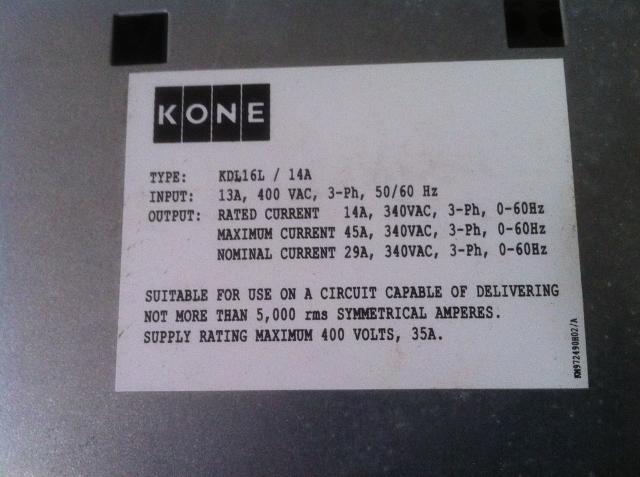 KONE
TYPE: KDL16L / 14A
INPUT: 13A, 400 VAC, 3-Ph, 50/60 Hz
OUTPUT: RATED CURRENT 14A, 340VAC, 3-Ph, 0-60Hz
MAXIMUM CURRENT 45A, 340VAC, 3-Ph, 0-60Hz
NOMINAL CURRENT 29A, 340VAC, 3-Ph, 0-60Hz
SUITABLE FOR USE ON A CIRCUIT CAPABLE OF DELIVERING
NOT MORE THAN 5,000 rms SYMMETRICAL AMPERES.
SUPPLY RATING MAXIMUM 400 VOLTS, 35A.
KM972490H02/A